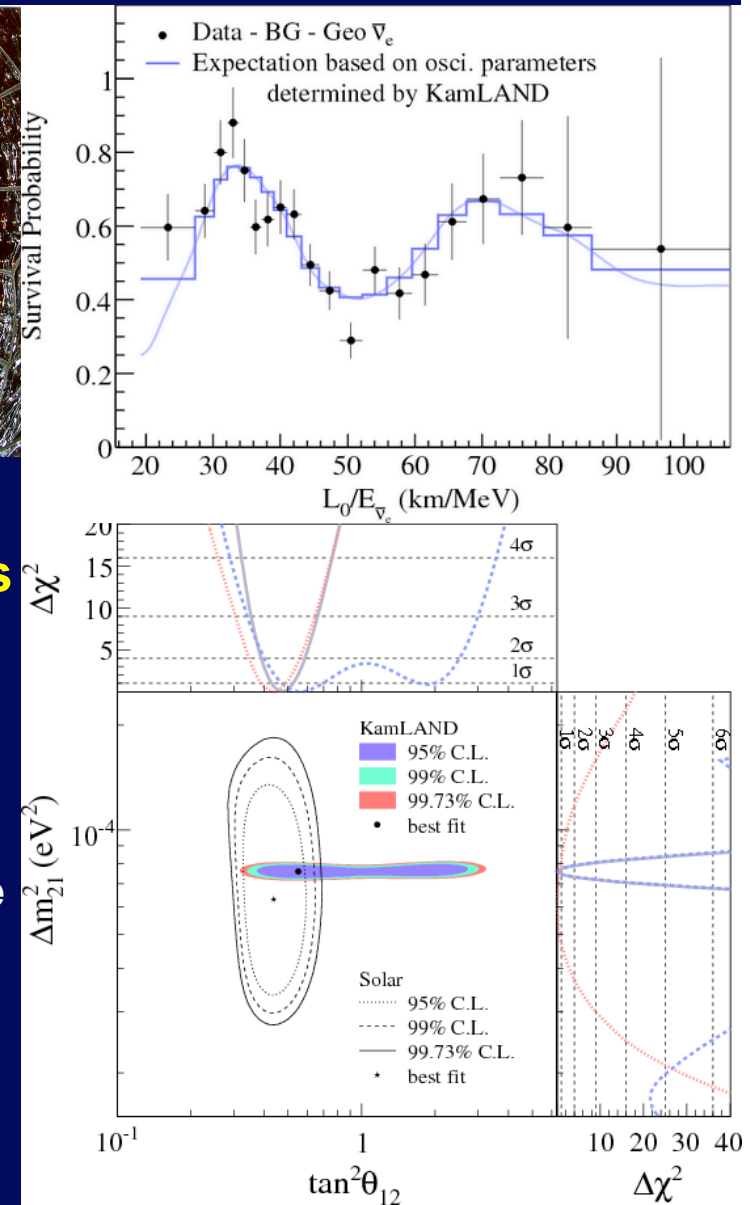 Data - BG - Geo ν̅e
Expectation based on osci. parameters
determined by KamLAND
Survival Probability
1
0.8
0.6
0.4
0.2
0
20 30 40 50 60 70 80 90 100
L0/Eν̅e (km/MeV)
s
e
Δχ²
20
15
10
5
4σ
3σ
2σ
1σ
KamLAND
95% C.L.
99% C.L.
99.73% C.L.
best fit
Solar
95% C.L.
99% C.L.
99.73% C.L.
best fit
Δm²21 (eV²)
10⁻⁴
1σ 2σ 3σ 4σ 5σ 6σ
10⁻¹ 1
10 20 30 40
tan²θ12
Δχ²